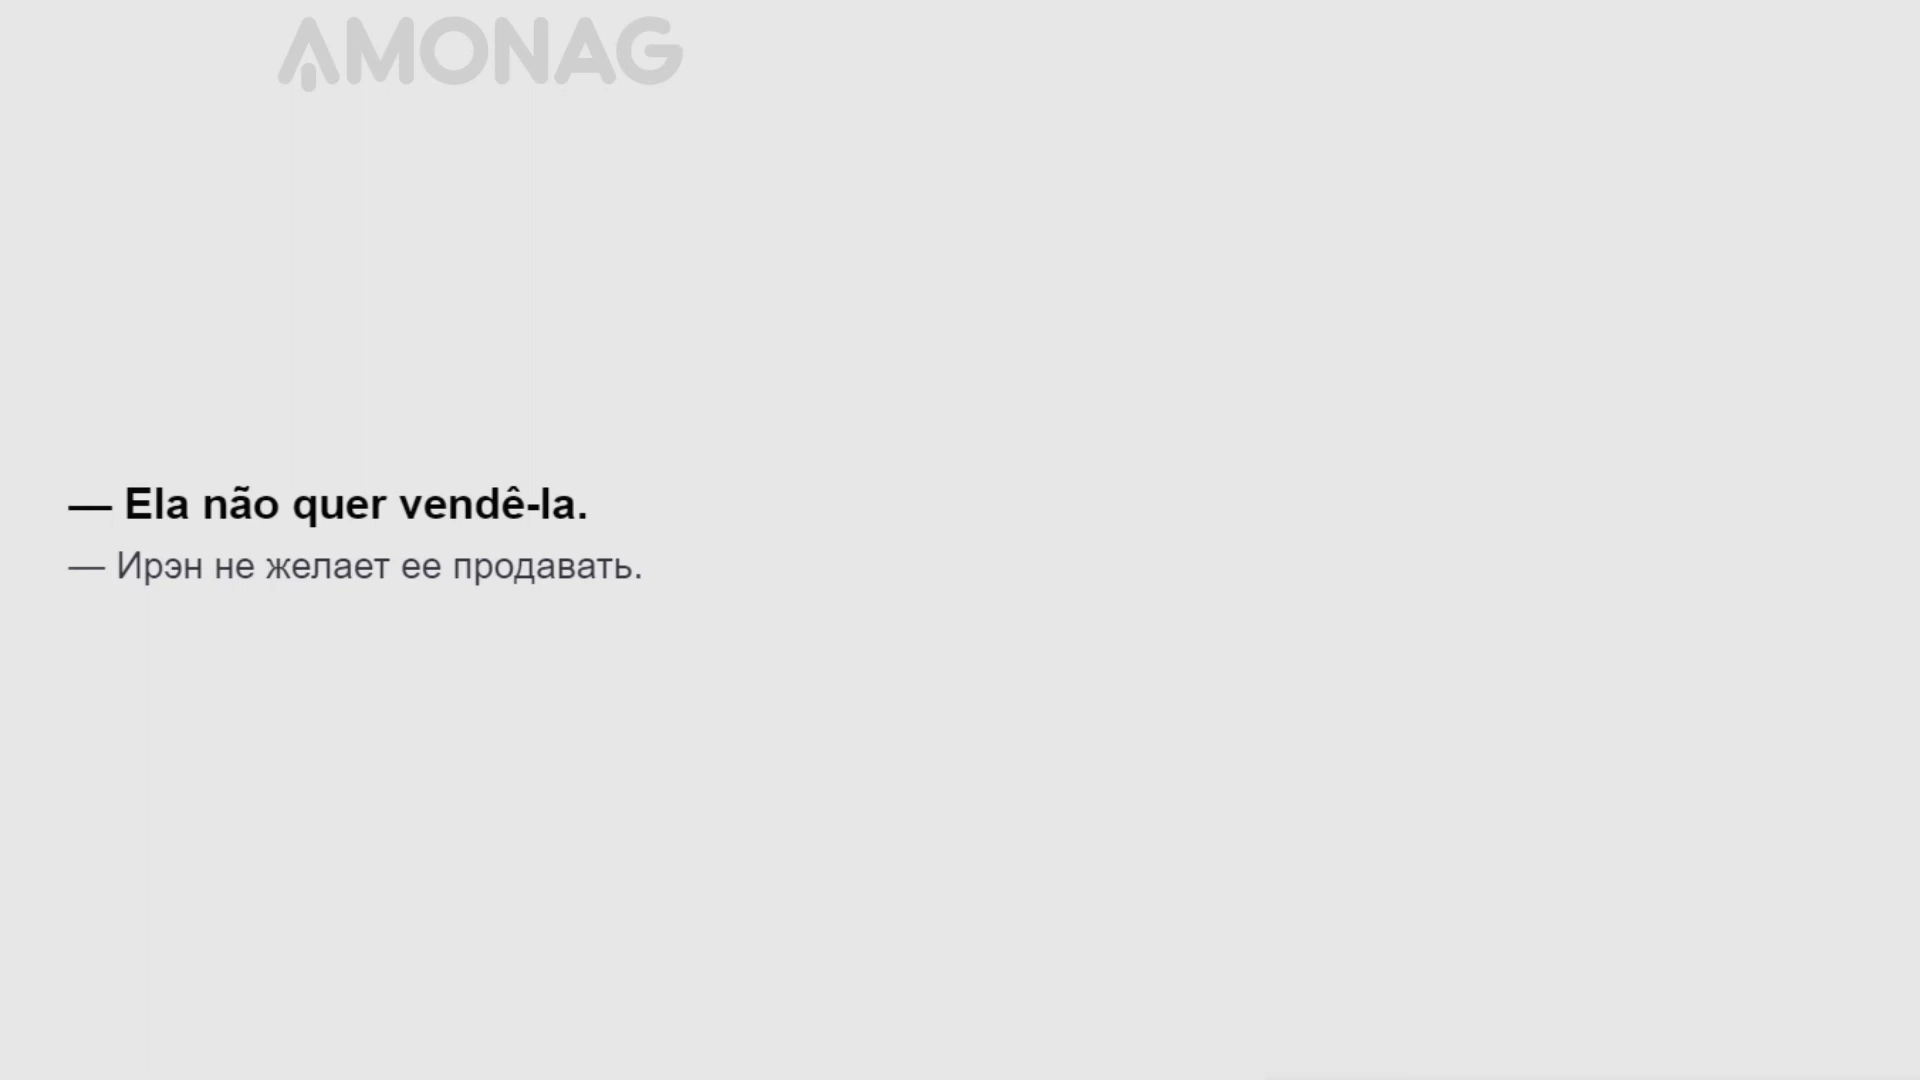 AMONAG
— Ela não quer vendê-la.
— Ирэн не желает ее продавать.